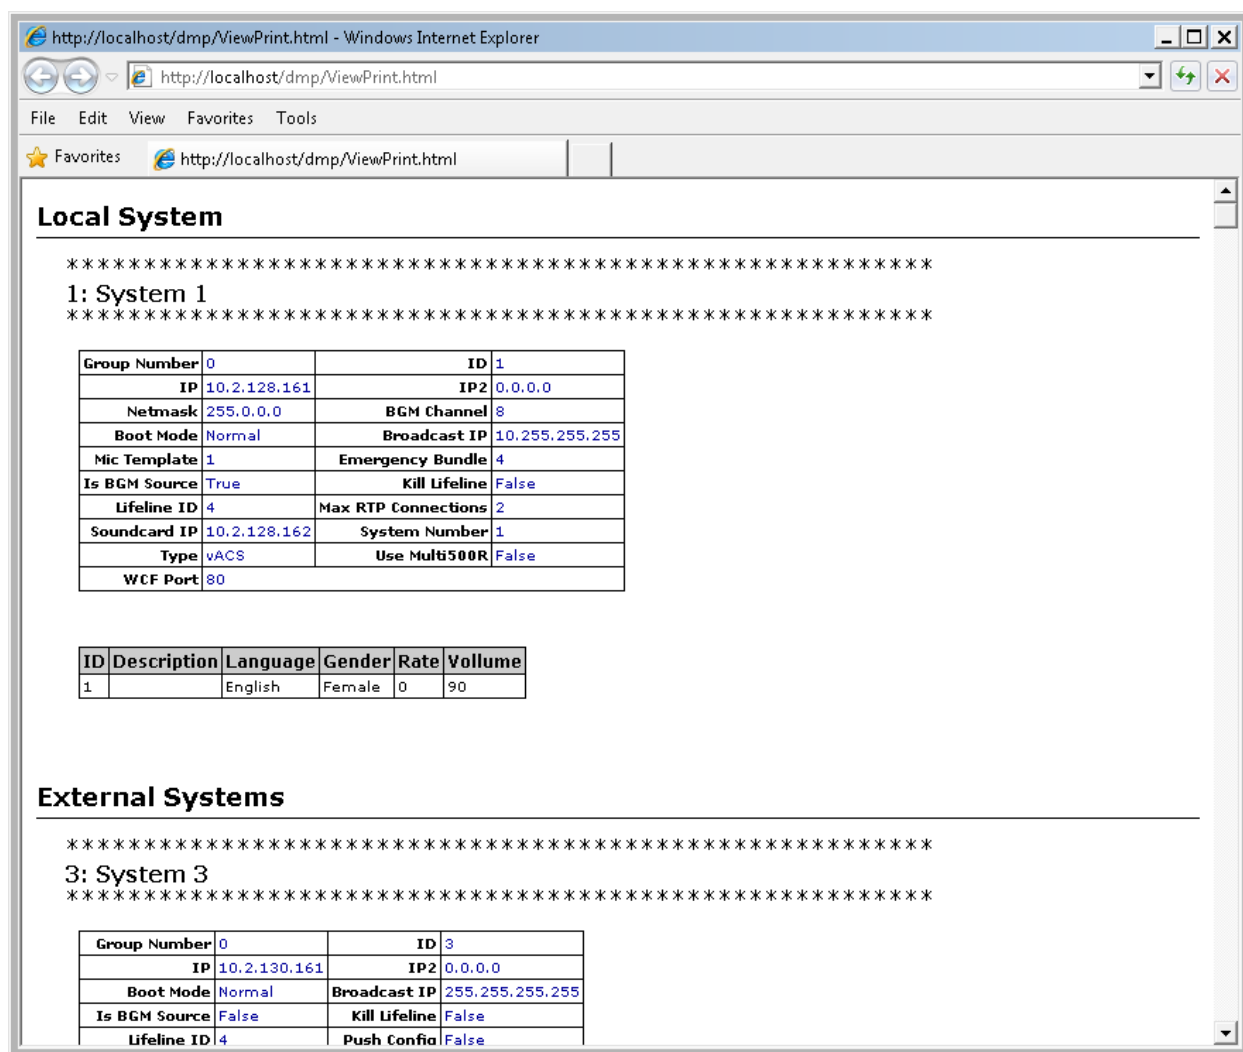 http://localhost/dmp/ViewPrint.html - Windows Internet Explorer
http://localhost/dmp/ViewPrint.html
File Edit View Favorites Tools
Favorites http://localhost/dmp/ViewPrint.html
Local System
********************************************************
1: System 1
********************************************************
Group Number 0 ID 1
IP 10.2.128.161 IP2 0.0.0.0
Netmask 255.0.0.0 BGM Channel 8
Boot Mode Normal Broadcast IP 10.255.255.255
Mic Template 1 Emergency Bundle 4
Is BGM Source True Kill Lifeline False
Lifeline ID 4 Max RTP Connections 2
Soundcard IP 10.2.128.162 System Number 1
Type vACS Use Multi500R False
WCF Port 80
ID Description Language Gender Rate Vollume
1 English Female 0 90
External Systems
********************************************************
3: System 3
********************************************************
Group Number 0 ID 3
IP 10.2.130.161 IP2 0.0.0.0
Boot Mode Normal Broadcast IP 255.255.255.255
Is BGM Source False Kill Lifeline False
Lifeline ID 4 Push Config False